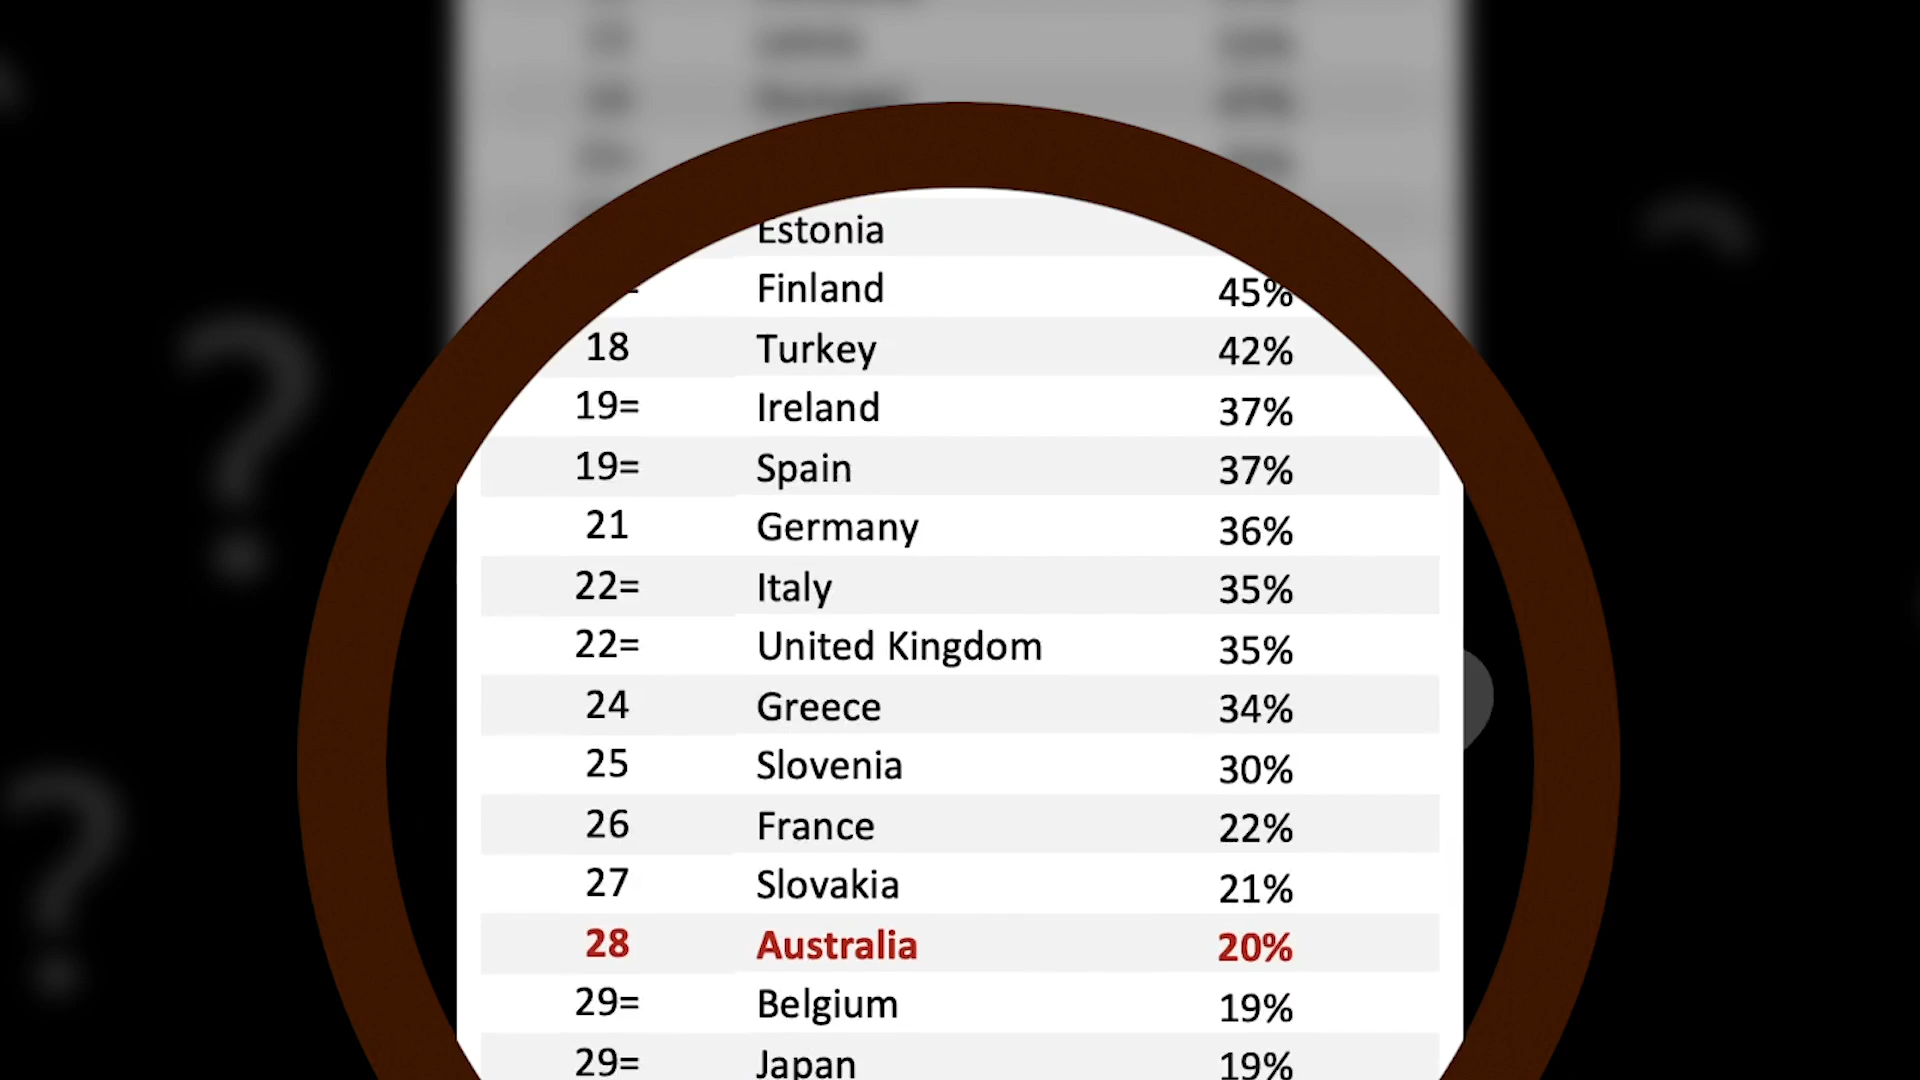 Estonia
Finland 45%
18 Turkey 42%
19= Ireland 37%
19= Spain 37%
21 Germany 36%
22= Italy 35%
22= United Kingdom 35%
24 Greece 34%
25 Slovenia 30%
26 France 22%
27 Slovakia 21%
28 Australia 20%
29= Belgium 19%
29= Japan 19%